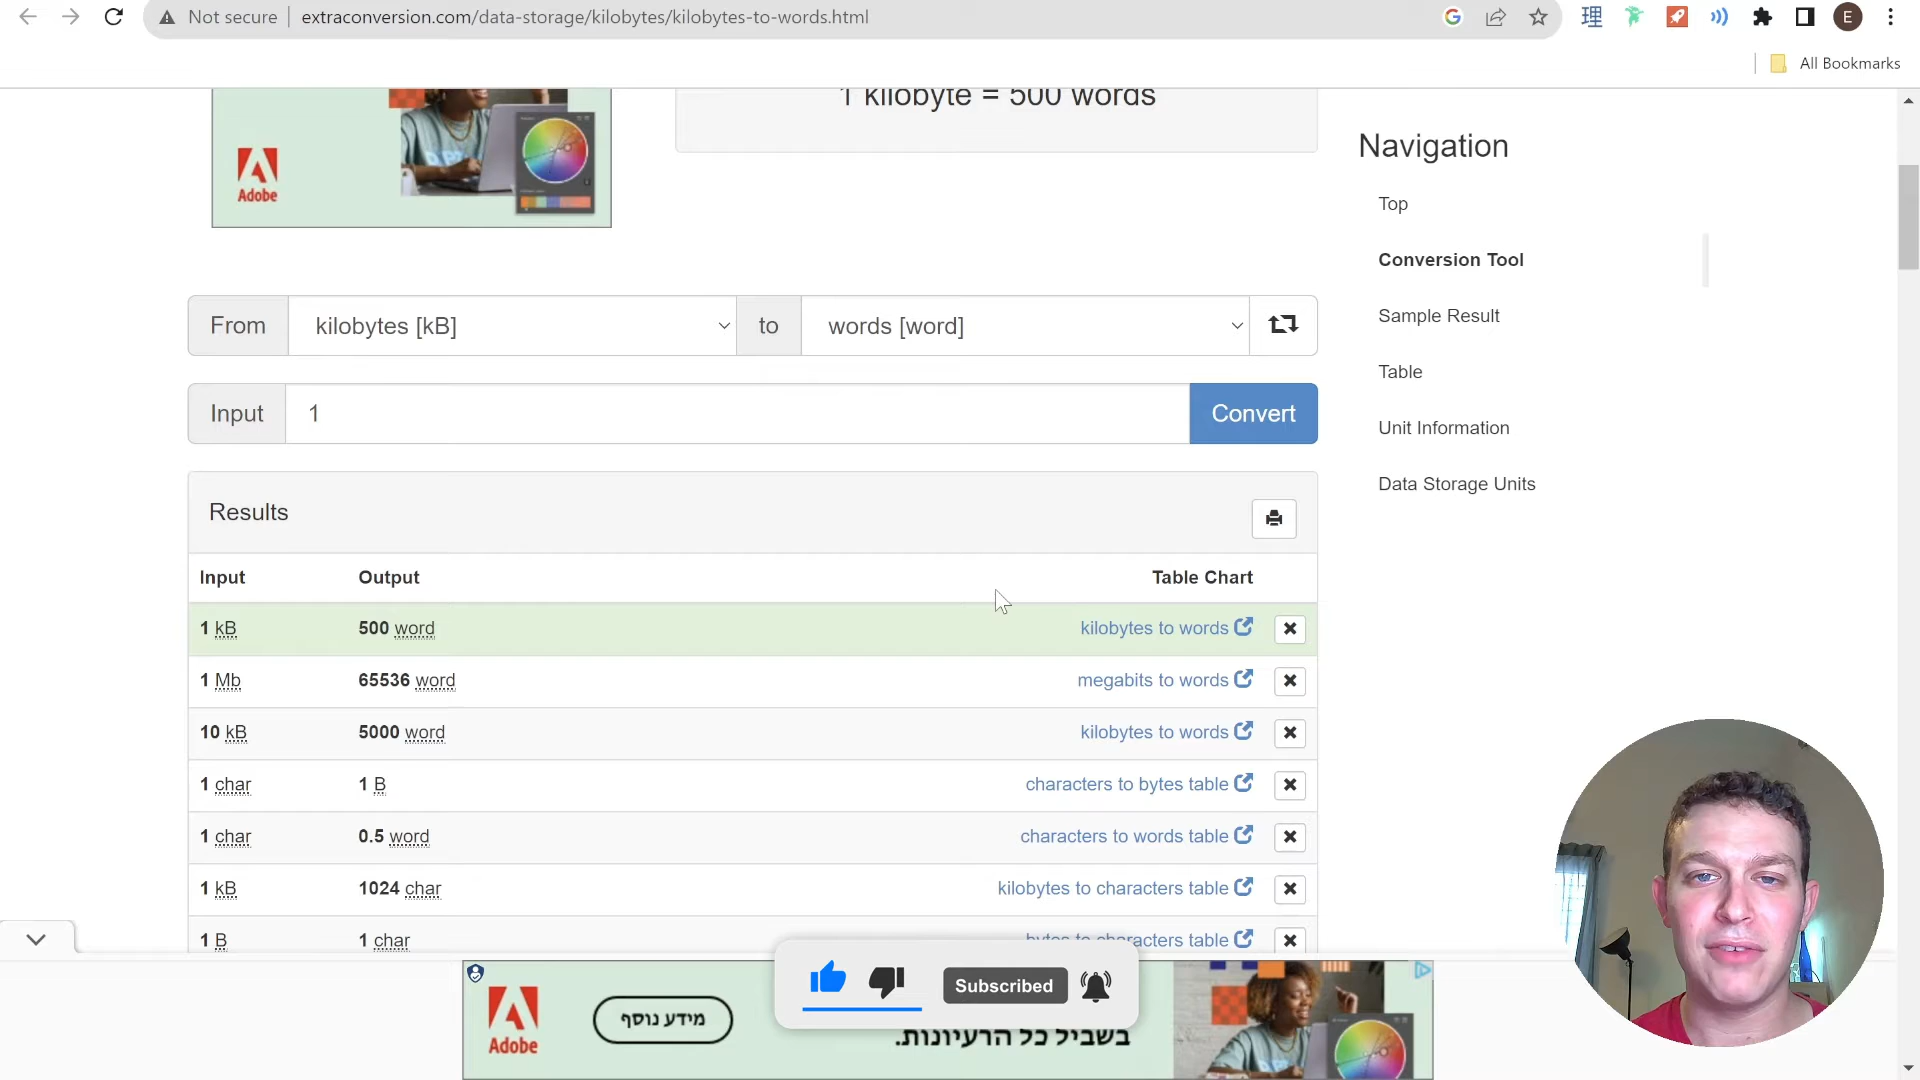 Not secure
extraconversion.com/data-storage/kilobytes/kilobytes-to-words.html
E
All Bookmarks
Adobe
1 kilobyte = 500 words
Navigation
Top
Conversion Tool
Sample Result
Table
Unit Information
Data Storage Units
From kilobytes [kB] to words [word]
Input 1 Convert
Results
Input Output Table Chart
1 kB 500 word kilobytes to words
1 Mb 65536 word megabits to words
10 kB 5000 word kilobytes to words
1 char 1 B characters to bytes table
1 char 0.5 word characters to words table
1 kB 1024 char kilobytes to characters table
1 B 1 char bytes to characters table
Subscribed
Adobe
מידע נוסף
בשביל כל הרעיונות.